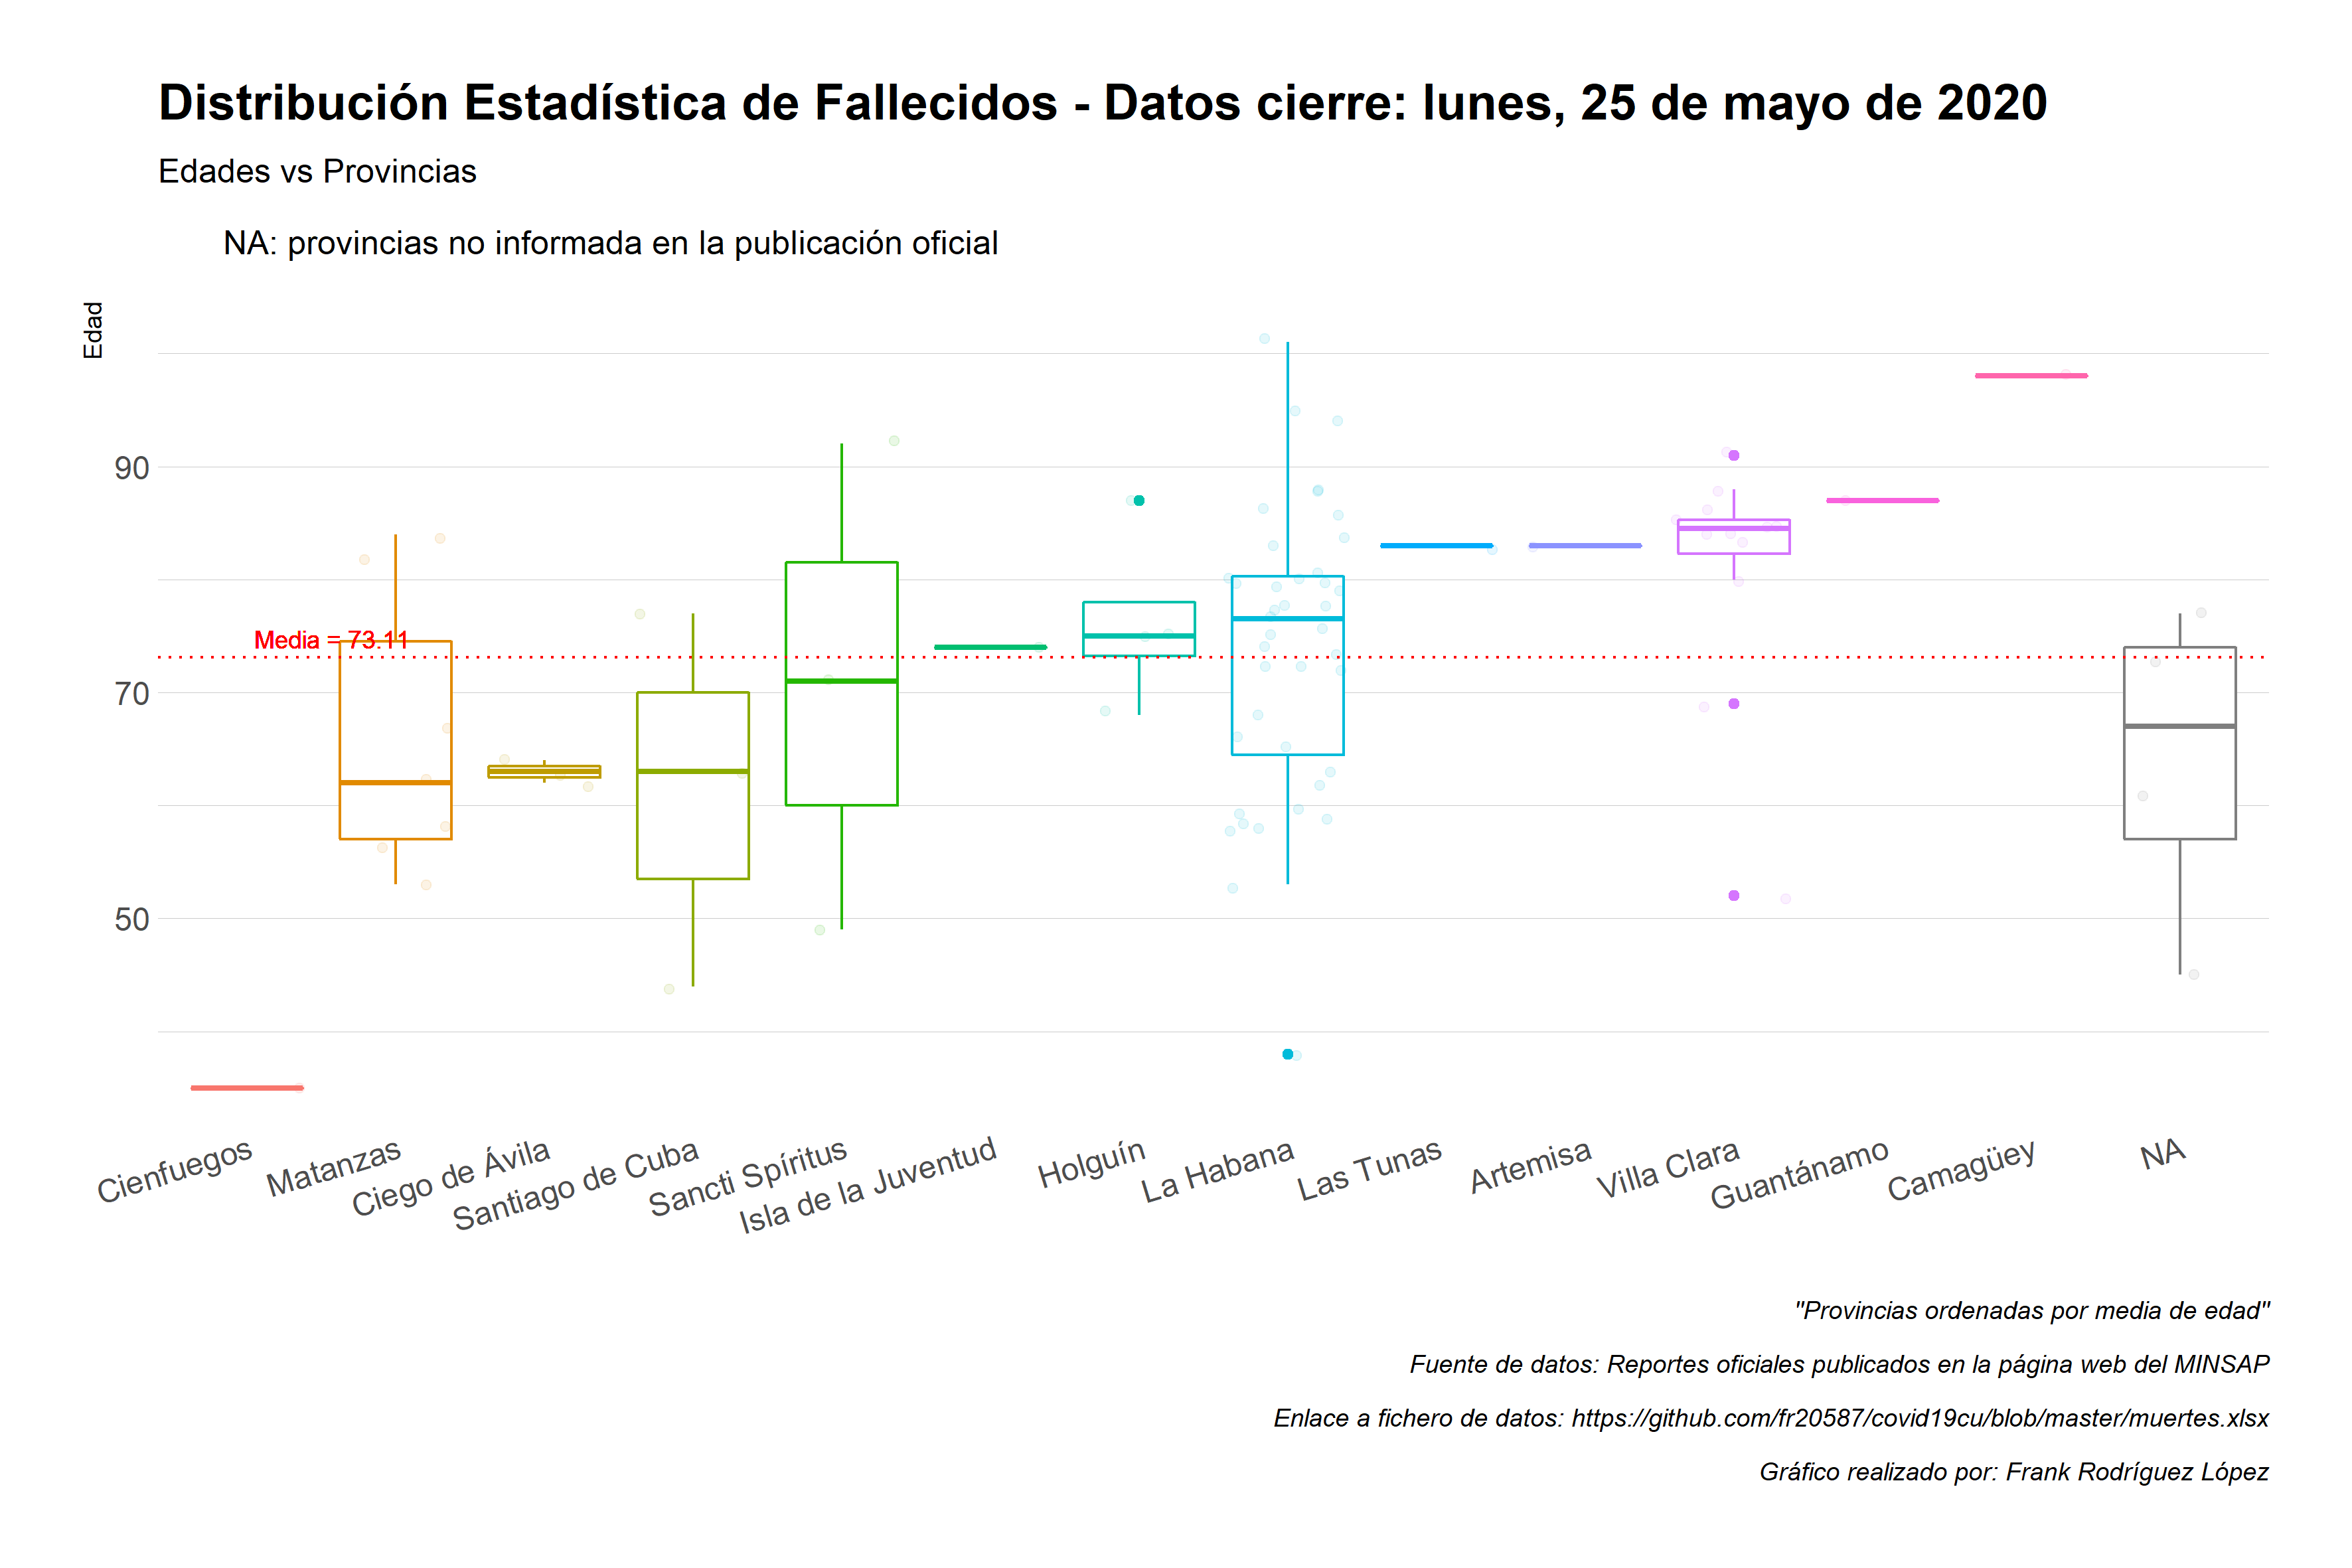 Distribución Estadística de Fallecidos - Datos cierre: lunes, 25 de mayo de 2020
Edades vs Provincias
NA: provincias no informada en la publicación oficial
Edad
90
70
50
Media = 73.11
Cienfuegos
Matanzas
Ciego de Ávila
Santiago de Cuba
Sancti Spíritus
Isla de la Juventud
Holguín
La Habana
Las Tunas
Artemisa
Villa Clara
Guantánamo
Camagüey
NA
"Provincias ordenadas por media de edad"
Fuente de datos: Reportes oficiales publicados en la página web del MINSAP
Enlace a fichero de datos: https://github.com/fr20587/covid19cu/blob/master/muertes.xlsx
Gráfico realizado por: Frank Rodríguez López